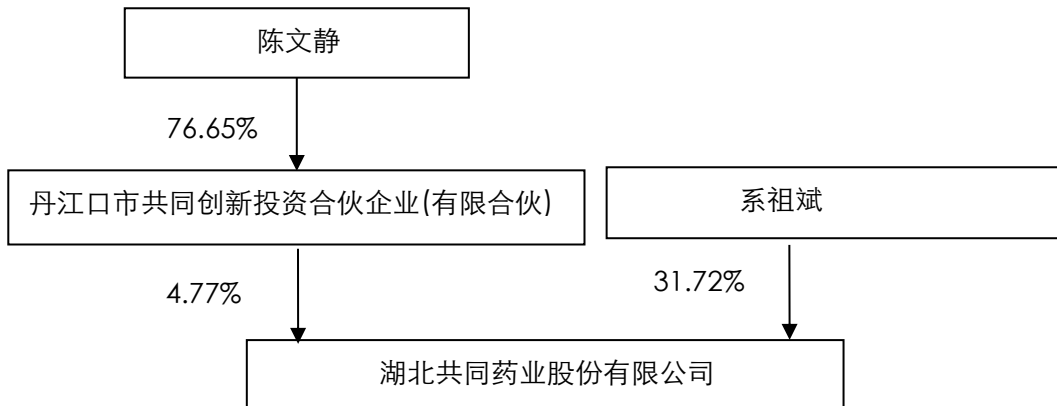 陈文静
76.65%
丹江口市共同创新投资合伙企业(有限合伙)
系祖斌
4.77%
31.72%
湖北共同药业股份有限公司